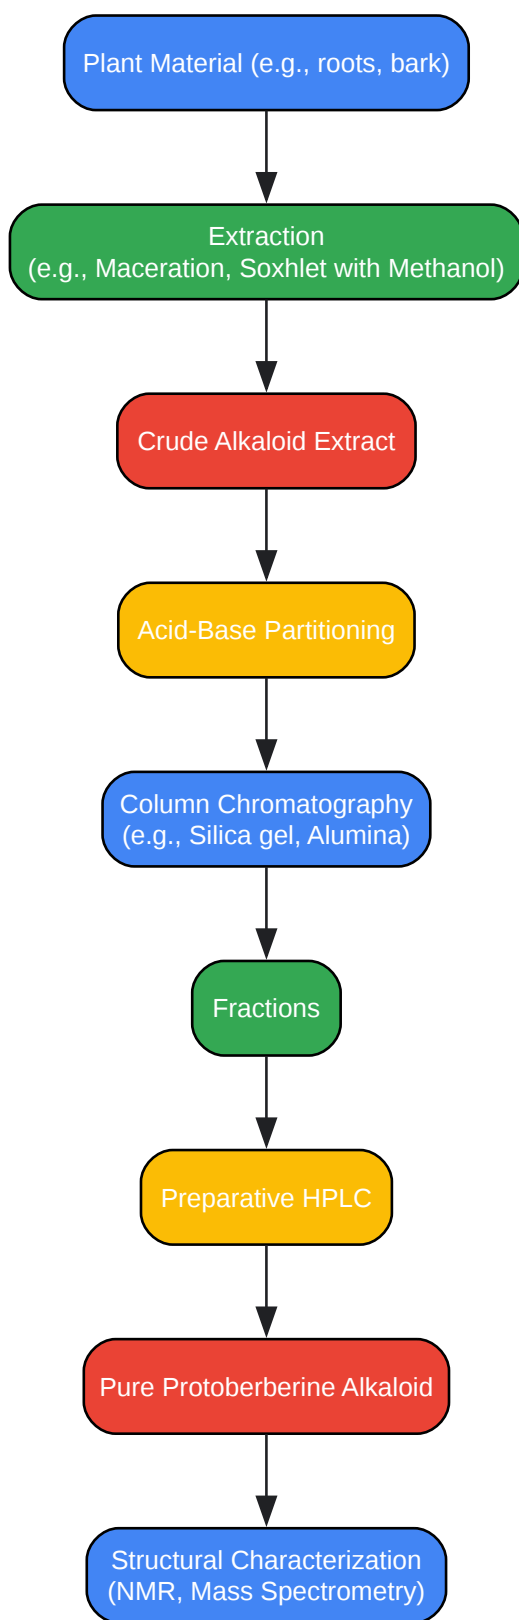 Plant Material (e.g., roots, bark)
Extraction
(e.g., Maceration, Soxhlet with Methanol)
Crude Alkaloid Extract
Acid-Base Partitioning
Column Chromatography
(e.g., Silica gel, Alumina)
Fractions
Preparative HPLC
Pure Protoberberine Alkaloid
Structural Characterization
(NMR, Mass Spectrometry)